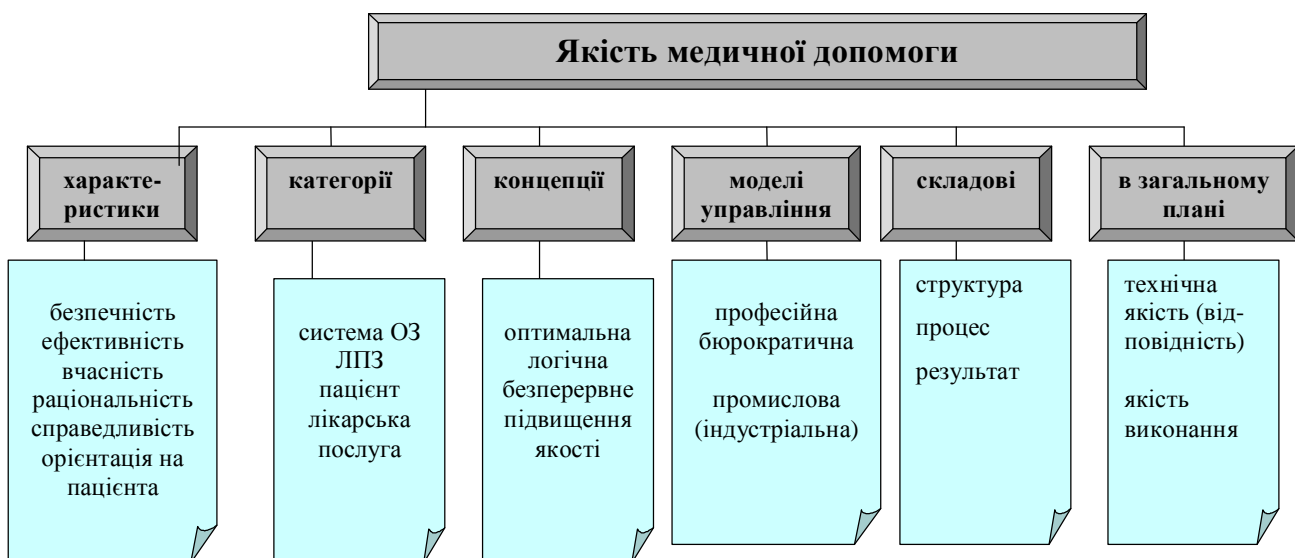 Якість медичної допомоги
характе-
ристики
категорії
концепції
моделі
управління
складові
в загальному
плані
безпечність
ефективність
вчасність
раціональність
справедливість
орієнтація на
пацієнта
система ОЗ
ЛПЗ
пацієнт
лікарська
послуга
оптимальна
логічна
безперервне
підвищення
якості
професійна
бюрократична
промислова
(індустріальна)
структура
процес
результат
технічна
якість (від-
повідність)
якість
виконання